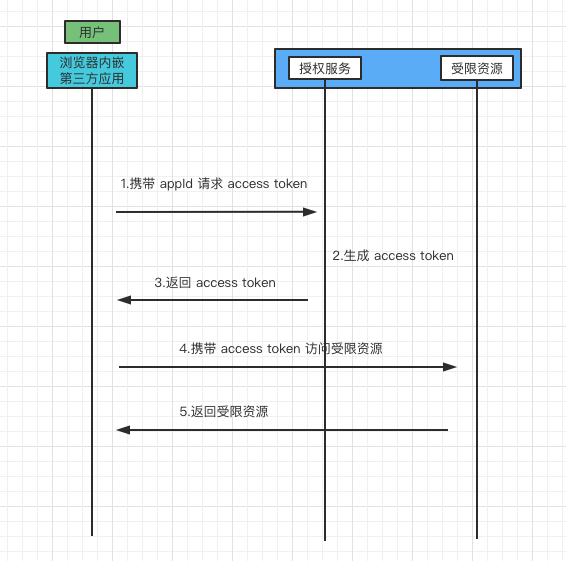 用户
浏览器内嵌
第三方应用
授权服务
受限资源
1.携带 appId 请求 access token
2.生成 access token
3.返回 access token
4.携带 access token 访问受限资源
5.返回受限资源